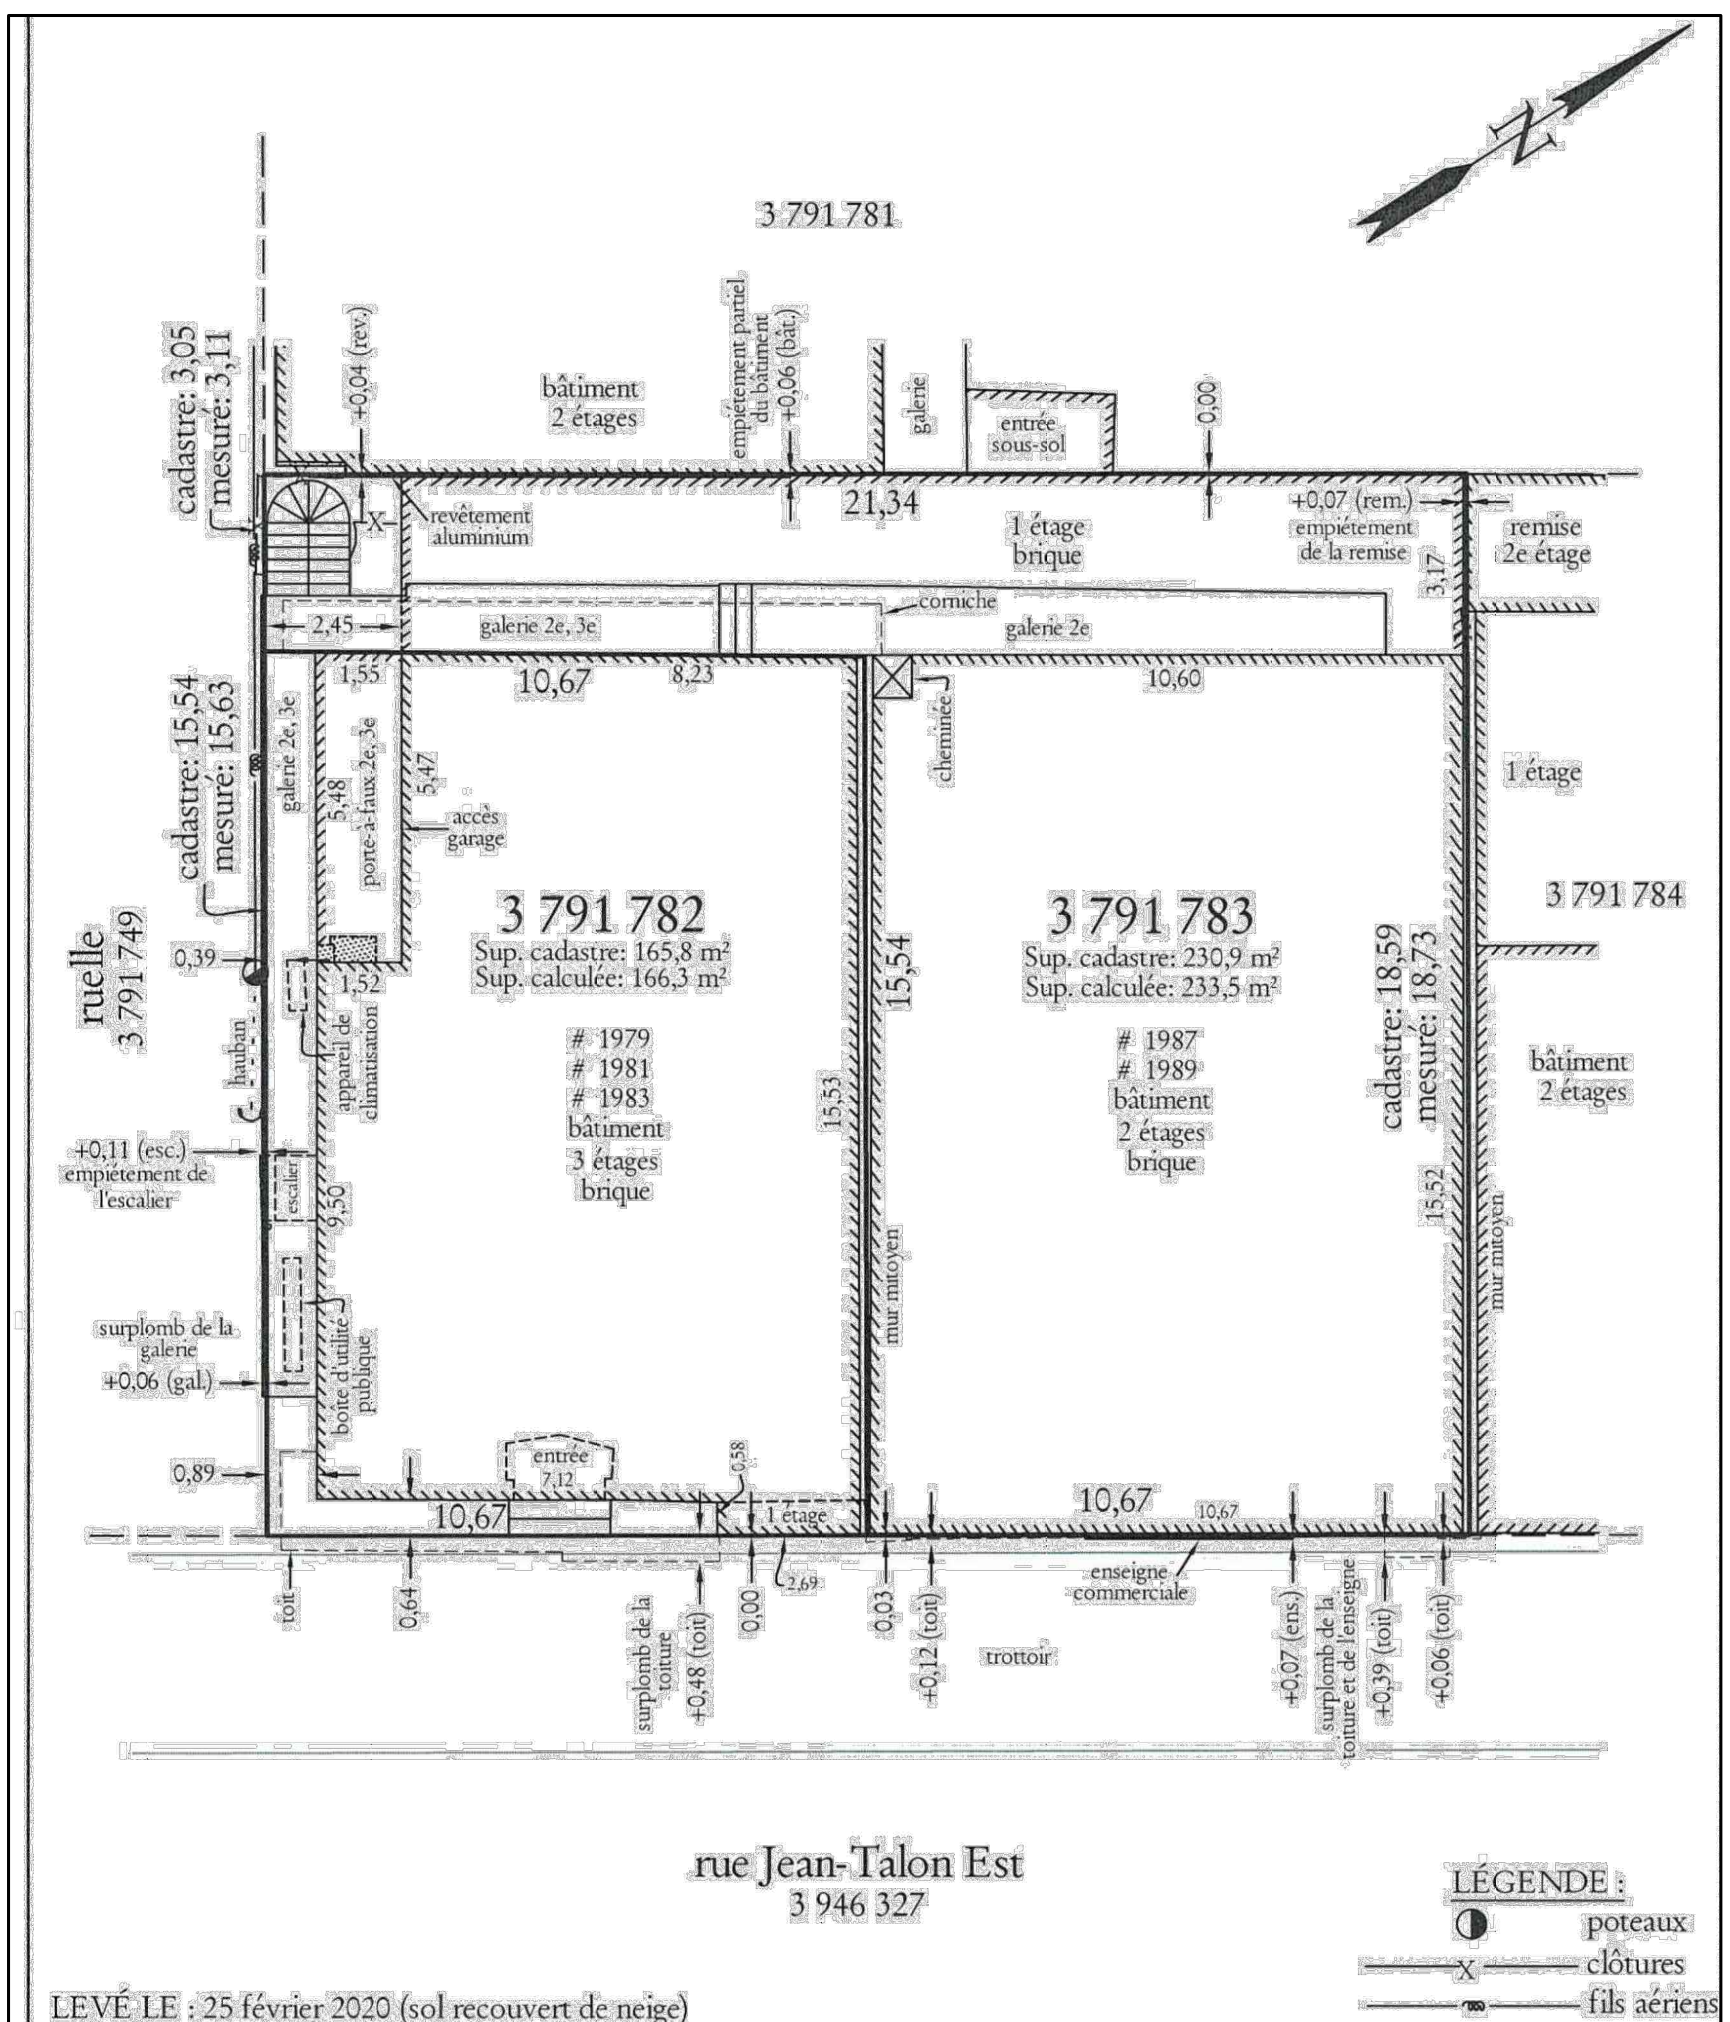 N
3 791 781
cadastre: 3,05
mesuré: 3,11
+0,04 (rev.)
bâtiment
2 étages
empiétement partiel
du bâtiment
+0,06 (bât.)
galerie
entrée
sous-sol
0,00
X
revêtement
aluminium
21,34
1 étage
brique
+0,07 (rem.)
empiétement
de la remise
3,17
remise
2e étage
2,45
galerie 2e, 3e
corniche
galerie 2e
1,55
10,67
8,23
cheminée
10,60
cadastre: 15,54
mesuré: 15,63
galerie 2e, 3e
5,48
porte-à-faux 2e, 3e
5,47
accès
garage
1 étage
ruelle
3 791 749
0,39
1,52
3 791 782
Sup. cadastre: 165,8 m²
Sup. calculée: 166,3 m²
15,54
3 791 783
Sup. cadastre: 230,9 m²
Sup. calculée: 233,5 m²
cadastre: 18,59
mesuré: 18,73
3 791 784
hauban
appareil de
climatisation
# 1979
# 1981
# 1983
bâtiment
3 étages
brique
15,53
# 1987
# 1989
bâtiment
2 étages
brique
15,52
bâtiment
2 étages
+0,11 (esc.)
empiétement de
l'escalier
escalier
9,50
mur mitoyen
mur mitoyen
surplomb de la
galerie
+0,06 (gal.)
boîte d'utilité
publique
0,89
entrée
7,12
0,58
10,67
1 étage
10,67
10,67
toit
0,64
surplomb de la
toiture
+0,48 (toit)
0,00
2,69
0,03
+0,12 (toit)
enseigne
commerciale
trottoir
+0,07 (ens.)
surplomb de la
toiture et de l'enseigne
+0,39 (toit)
+0,06 (toit)
rue Jean-Talon Est
3 946 327
LÉGENDE :
poteaux
X clôtures
fils aériens
LEVÉ LE : 25 février 2020 (sol recouvert de neige)